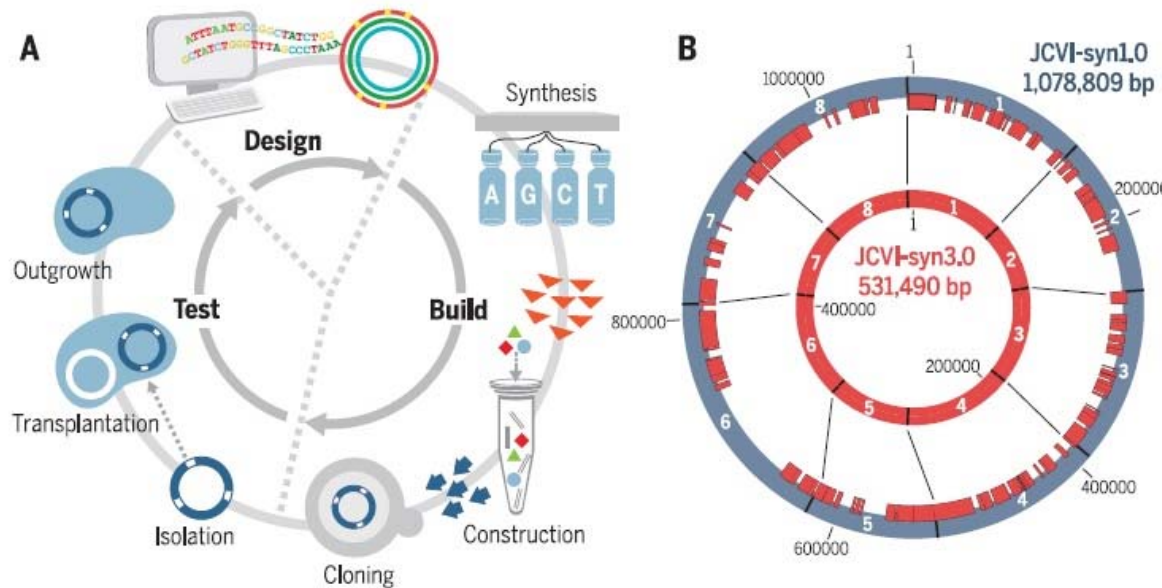 A
ATTTAATGCCGGCTATCTGG
GCTATCTGGGTTTAGCCCTAAA
Synthesis
A G C T
Design
Build
Test
Outgrowth
Transplantation
Isolation
Cloning
Construction
B
JCVI-syn1.0
1,078,809 bp
1
1000000
8
1
200000
2
7
8
1
1
JCVI-syn3.0
531,490 bp
7
2
400000
800000
6
3
200000
3
5
4
6
400000
4
5
600000